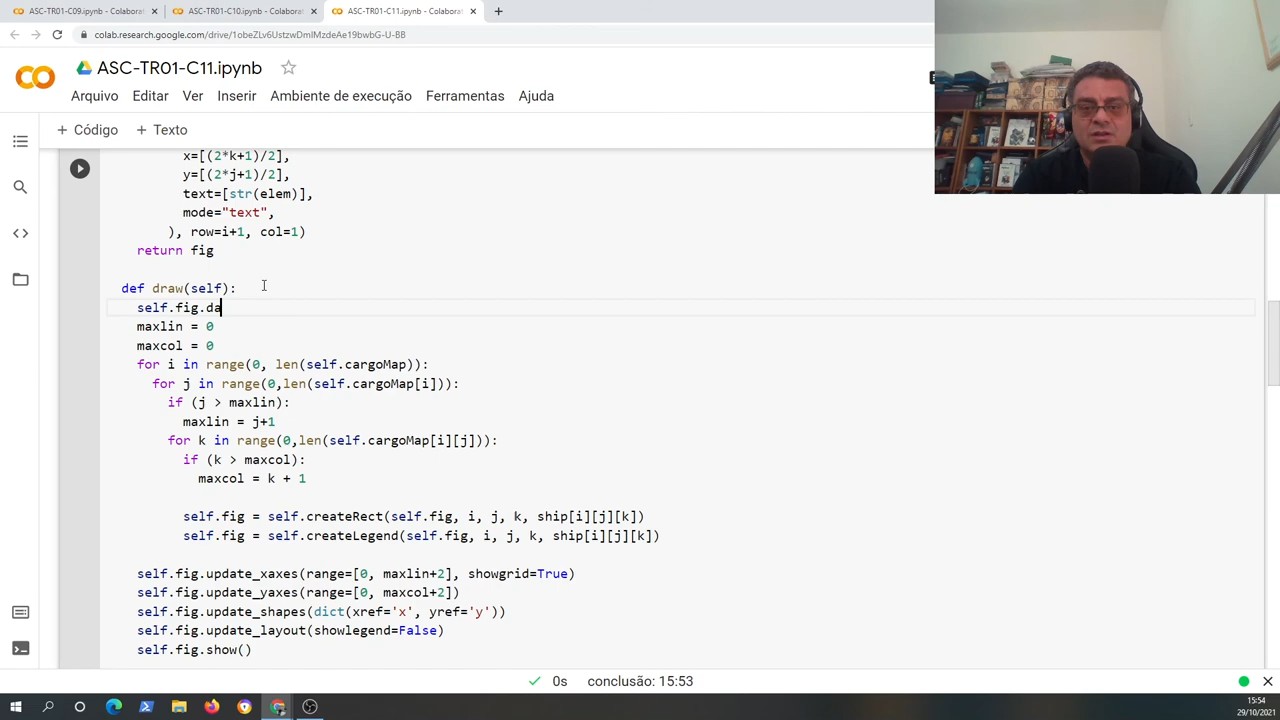 ASC-TR01-C09.ipynb - Colaborat
ASC-TR01-C10.ipynb - Colaborat
ASC-TR01-C11.ipynb - Colaborat
colab.research.google.com/drive/1obeZLv6UstzwDmIMzdeAe19bwbG-U-BB
ASC-TR01-C11.ipynb
Arquivo Editar Ver Inserir Ambiente de execução Ferramentas Ajuda
+ Código + Texto
x=[(2*k+1)/2],
y=[(2*j+1)/2],
text=[str(elem)],
mode="text",
), row=i+1, col=1)
return fig
def draw(self):
self.fig.da
maxlin = 0
maxcol = 0
for i in range(0, len(self.cargoMap)):
for j in range(0,len(self.cargoMap[i])):
if (j > maxlin):
maxlin = j+1
for k in range(0,len(self.cargoMap[i][j])):
if (k > maxcol):
maxcol = k + 1
self.fig = self.createRect(self.fig, i, j, k, ship[i][j][k])
self.fig = self.createLegend(self.fig, i, j, k, ship[i][j][k])
self.fig.update_xaxes(range=[0, maxlin+2], showgrid=True)
self.fig.update_yaxes(range=[0, maxcol+2])
self.fig.update_shapes(dict(xref='x', yref='y'))
self.fig.update_layout(showlegend=False)
self.fig.show()
0s conclusão: 15:53
15:54
29/10/2021